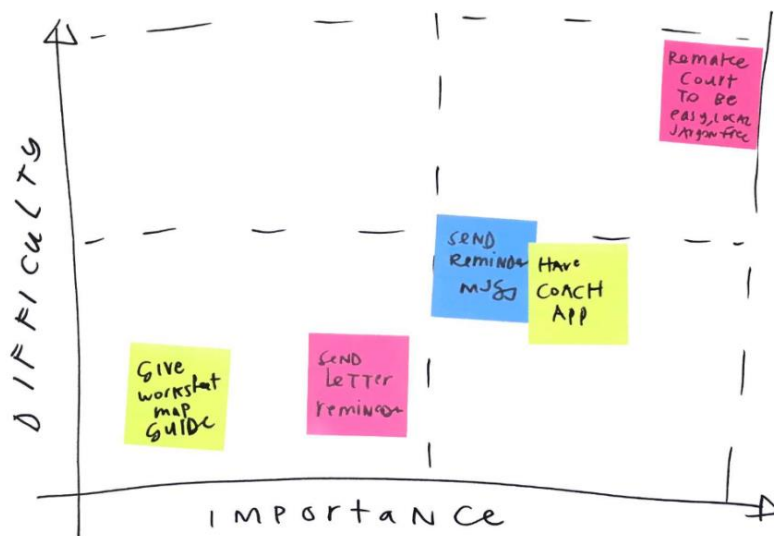 DIFFICULTY
Remake
Court
TO BE
easy, LOCAL
JArgon free
SEND
Reminder
MSgs
HAVE
COACH
APP
Give
worksheet
map
GUIDE
SEND
LETTER
reminder
IMPortANCe